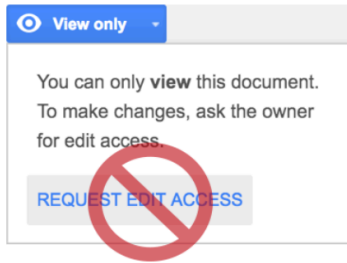 View only
You can only view this document.
To make changes, ask the owner
for edit access.
REQUEST EDIT ACCESS